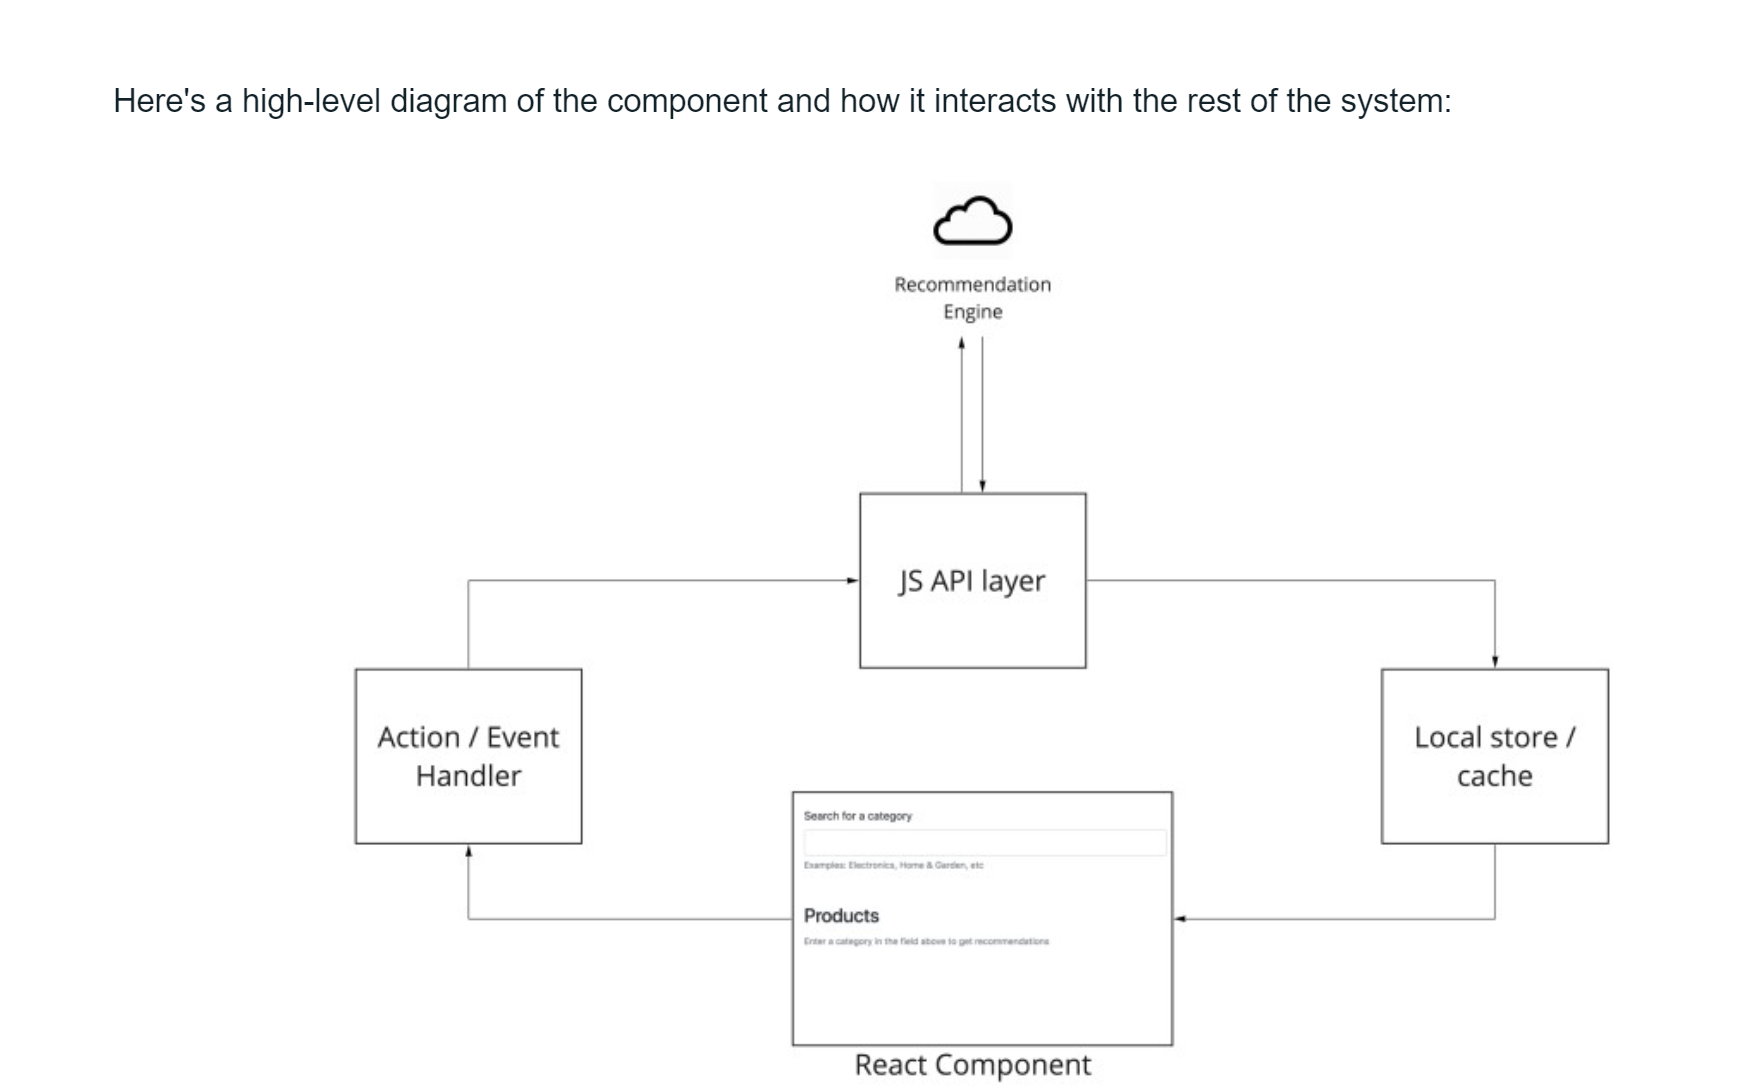 Here's a high-level diagram of the component and how it interacts with the rest of the system:
Recommendation
Engine
JS API layer
Action / Event
Handler
Local store /
cache
Search for a category
Examples: Electronics, Home & Garden, etc
Products
Enter a category in the field above to get recommendations
React Component